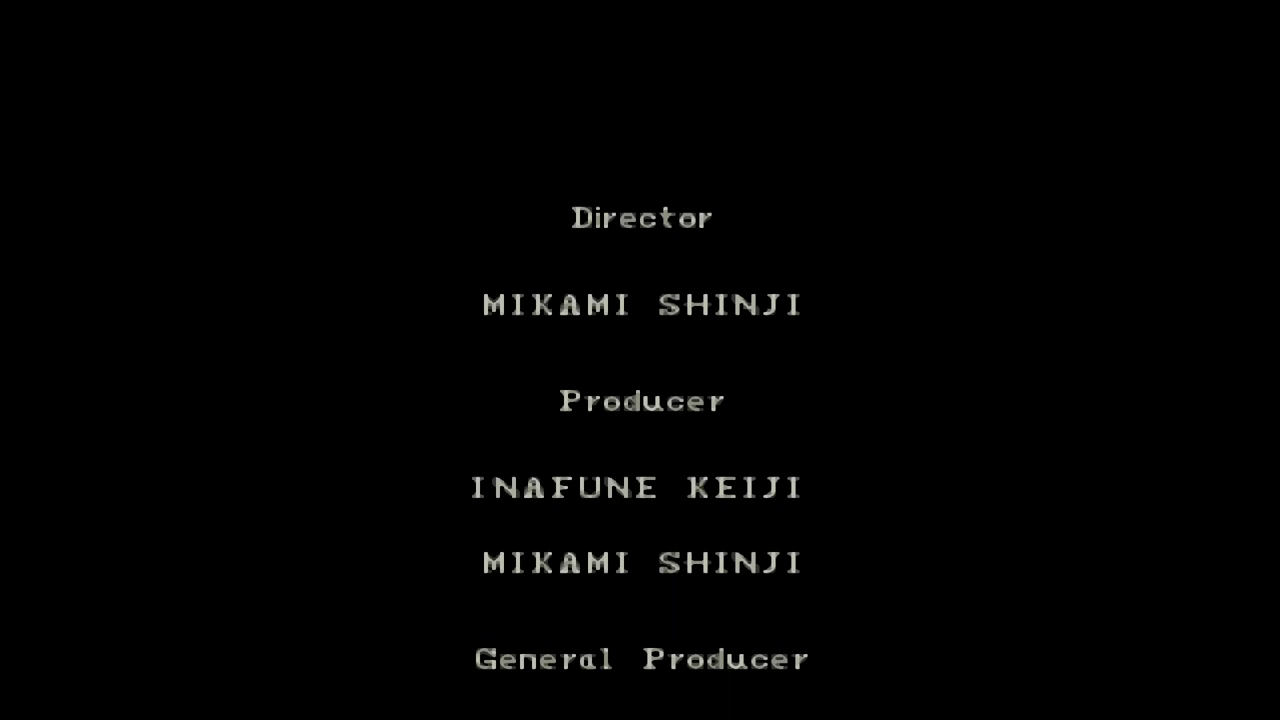 Director
MIKAMI SHINJI
Producer
INAFUNE KEIJI
MIKAMI SHINJI
General Producer